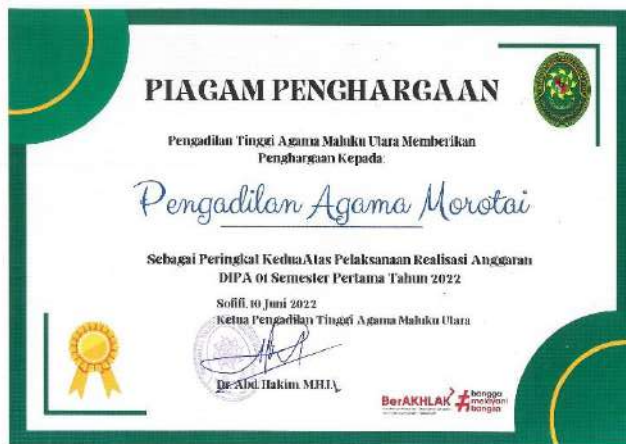 PIAGAM PENGHARGAAN
Pengadilan Tinggi Agama Maluku Utara Memberikan
Penghargaan Kepada:
Pengadilan Agama Morotai
Sebagai Peringkat KeduaAtas Pelaksanaan Realisasi Anggaran
DIPA 01 Semester Pertama Tahun 2022
Sofifi, 10 Juni 2022
Ketua Pengadilan Tinggi Agama Maluku Utara
Dr. Abd. Hakim, M.H.I.
BerAKHLAK
#bangga
melayani
bangsa